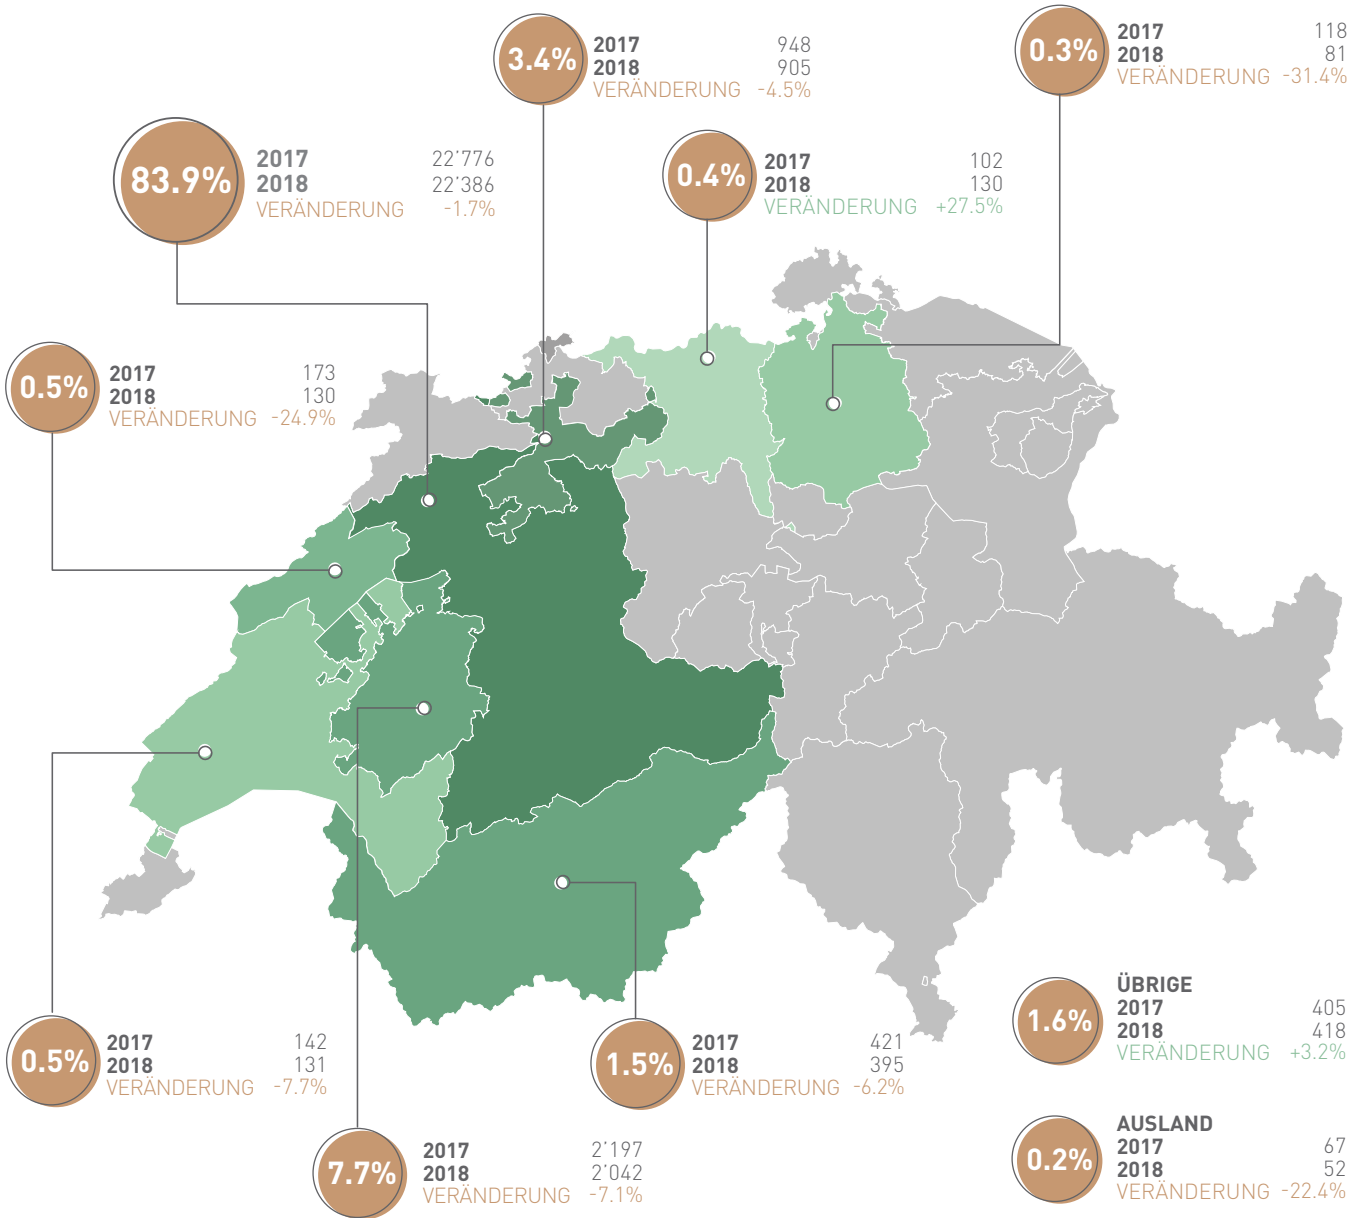 3.4%
2017 948
2018 905
VERÄNDERUNG -4.5%
0.3%
2017 118
2018 81
VERÄNDERUNG -31.4%
83.9%
2017 22'776
2018 22'386
VERÄNDERUNG -1.7%
0.4%
2017 102
2018 130
VERÄNDERUNG +27.5%
0.5%
2017 173
2018 130
VERÄNDERUNG -24.9%
0.5%
2017 142
2018 131
VERÄNDERUNG -7.7%
1.5%
2017 421
2018 395
VERÄNDERUNG -6.2%
7.7%
2017 2'197
2018 2'042
VERÄNDERUNG -7.1%
1.6%
ÜBRIGE
2017 405
2018 418
VERÄNDERUNG +3.2%
0.2%
AUSLAND
2017 67
2018 52
VERÄNDERUNG -22.4%